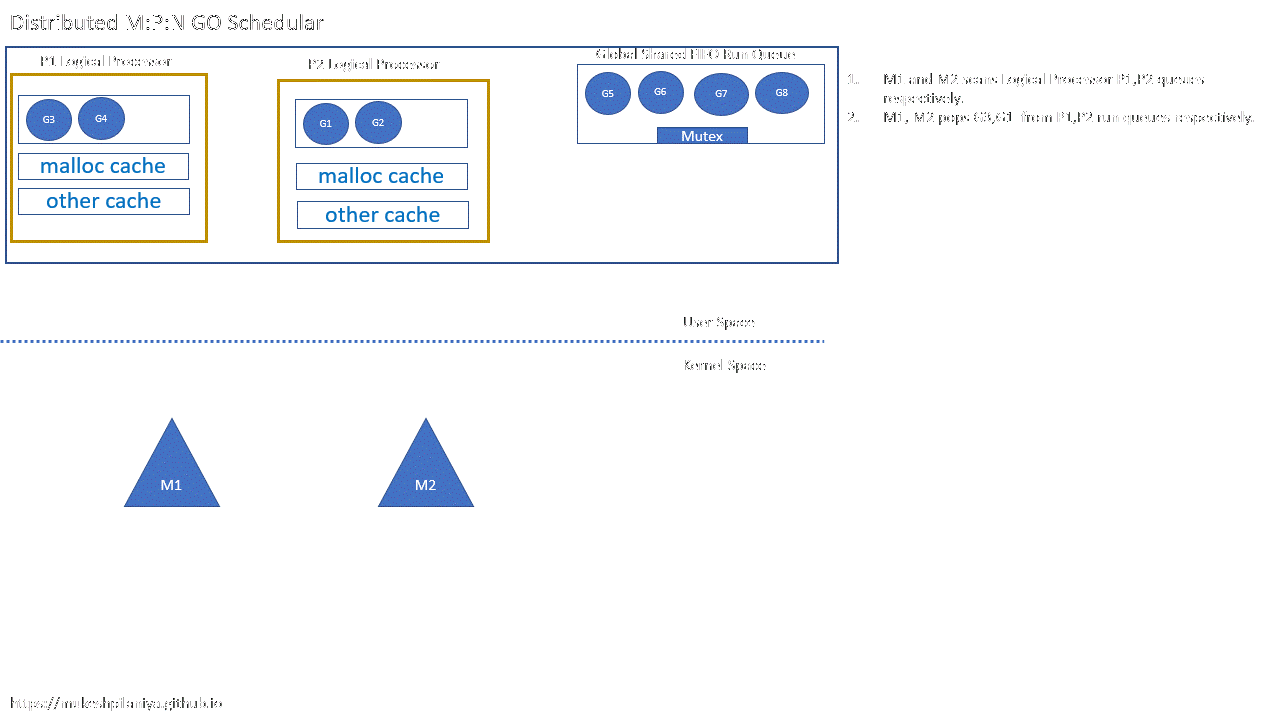 Distributed M:P:N GO Schedular
P1 Logical Processor
P2 Logical Processor
Global Shared FIFO Run Queue
G3
G4
G1
G2
G5
G6
G7
G8
Mutex
malloc cache
other cache
malloc cache
other cache
1. M1 and M2 scans Logical Processor P1,P2 queues
respectively.
2. M1, M2 pops G3,G1 from P1,P2 run queues respectively.
User Space
Kernel Space
M1
M2
https://mukeshpilaniya.github.io